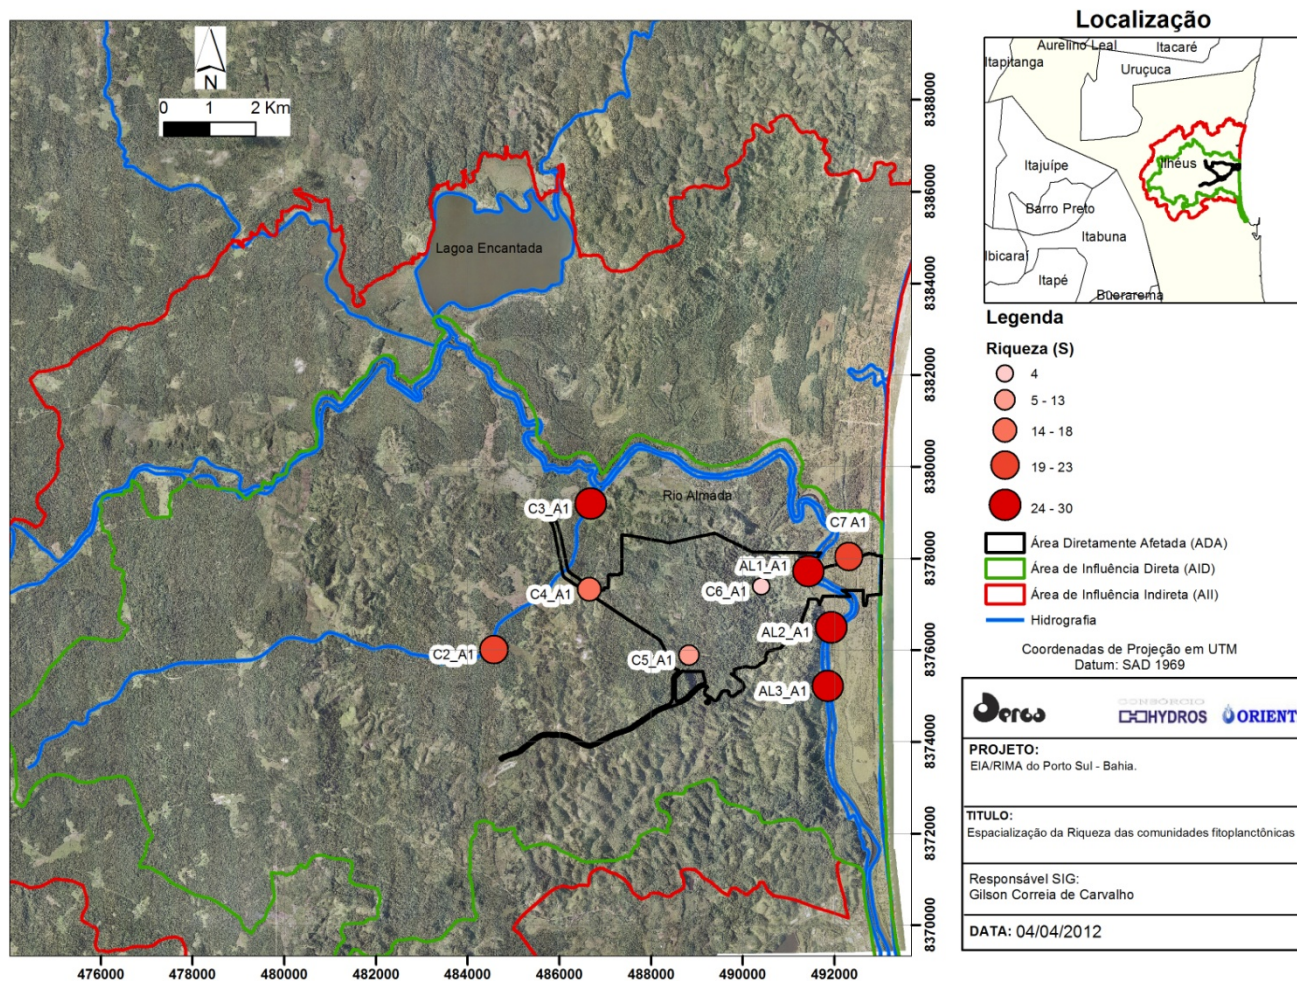 N
0 1 2 Km
Lagoa Encantada
Rio Almada
C3_A1
C7 A1
AL1_A1
C4_A1
C6_A1
AL2_A1
C2_A1
C5_A1
AL3_A1
8388000
8386000
8384000
8382000
8380000
8378000
8376000
8374000
8372000
8370000
476000 478000 480000 482000 484000 486000 488000 490000 492000
Localização
Aurelino Leal
Itacaré
Itapitanga
Uruçuca
Ilhéus
Itajuípe
Barro Preto
Itabuna
Ibicaraí
Itapé
Buerarema
Legenda
Riqueza (S)
4
5 - 13
14 - 18
19 - 23
24 - 30
Área Diretamente Afetada (ADA)
Área de Influência Direta (AID)
Área de Influência Indireta (AII)
Hidrografia
Coordenadas de Projeção em UTM
Datum: SAD 1969
Derba
CONSÓRCIO
HYDROS
ORIENT
PROJETO:
EIA/RIMA do Porto Sul - Bahia.
TITULO:
Espacialização da Riqueza das comunidades fitoplanctônicas
Responsável SIG:
Gilson Correia de Carvalho
DATA: 04/04/2012